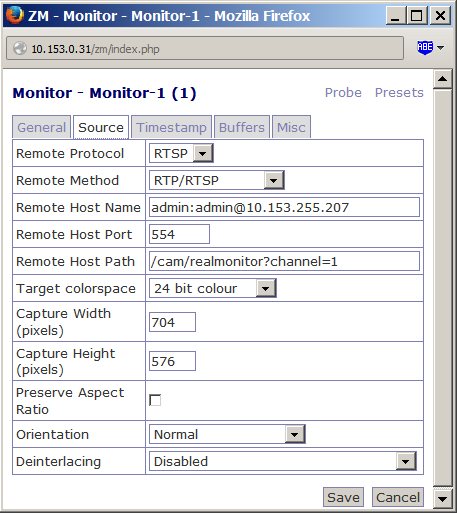 ZM - Monitor - Monitor-1 - Mozilla Firefox
10.153.0.31/zm/index.php
ABE
Monitor - Monitor-1 (1)
Probe Presets
General Source Timestamp Buffers Misc
Remote Protocol RTSP
Remote Method RTP/RTSP
Remote Host Name admin:admin@10.153.255.207
Remote Host Port 554
Remote Host Path /cam/realmonitor?channel=1
Target colorspace 24 bit colour
Capture Width
(pixels)
704
Capture Height
(pixels)
576
Preserve Aspect
Ratio
Orientation Normal
Deinterlacing Disabled
Save Cancel